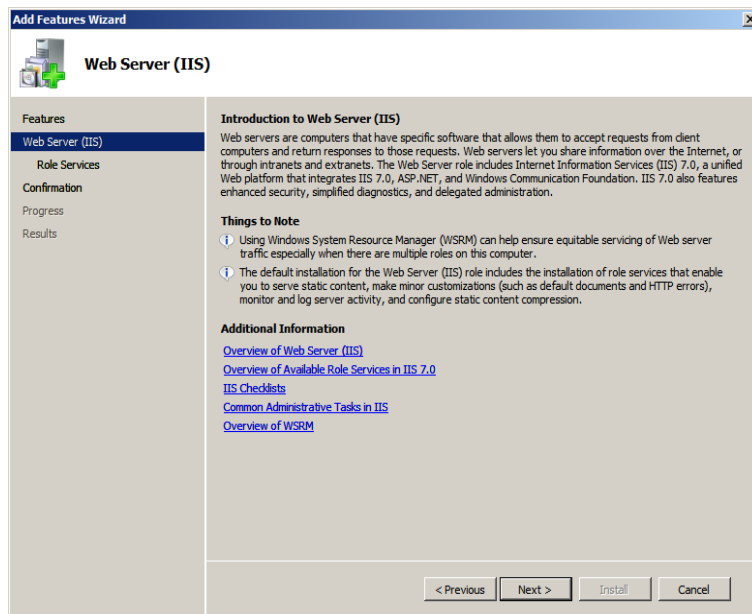 Add Features Wizard
Web Server (IIS)
Features
Web Server (IIS)
Role Services
Confirmation
Progress
Results
Introduction to Web Server (IIS)
Web servers are computers that have specific software that allows them to accept requests from client
computers and return responses to those requests. Web servers let you share information over the Internet, or
through intranets and extranets. The Web Server role includes Internet Information Services (IIS) 7.0, a unified
Web platform that integrates IIS 7.0, ASP.NET, and Windows Communication Foundation. IIS 7.0 also features
enhanced security, simplified diagnostics, and delegated administration.
Things to Note
Using Windows System Resource Manager (WSRM) can help ensure equitable servicing of Web server
traffic especially when there are multiple roles on this computer.
The default installation for the Web Server (IIS) role includes the installation of role services that enable
you to serve static content, make minor customizations (such as default documents and HTTP errors),
monitor and log server activity, and configure static content compression.
Additional Information
Overview of Web Server (IIS)
Overview of Available Role Services in IIS 7.0
IIS Checklists
Common Administrative Tasks in IIS
Overview of WSRM
< Previous Next > Install Cancel